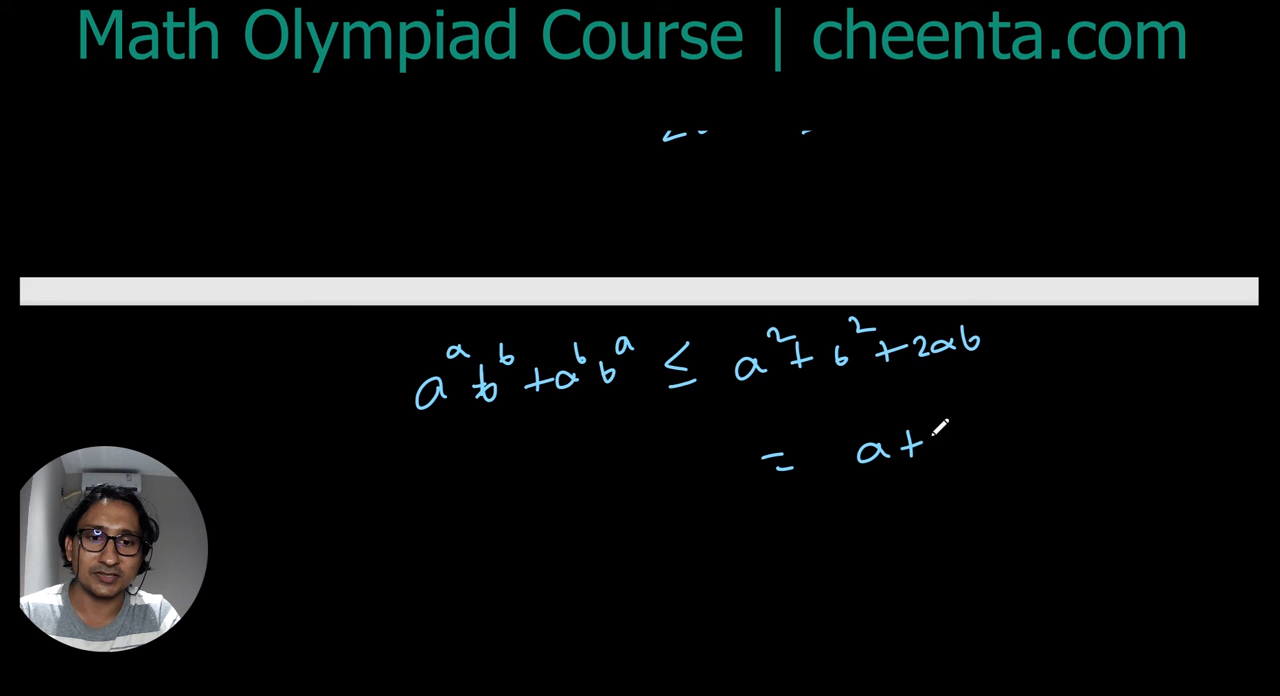 Math Olympiad Course | cheenta.com
a^a b^b + a^b b^a ≤ a^2 + b^2 + 2ab
= a +